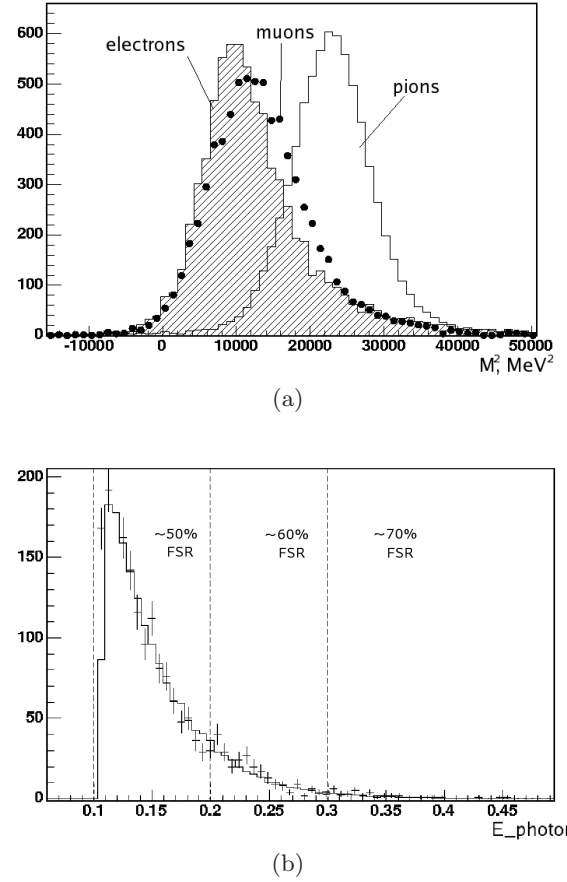 600
500
400
300
200
100
0
electrons
muons
pions
-10000 0 10000 20000 30000 40000 50000
M², MeV²
(a)
200
150
100
50
0
~50%
FSR
~60%
FSR
~70%
FSR
0.1 0.15 0.2 0.25 0.3 0.35 0.4 0.45
E_photon
(b)